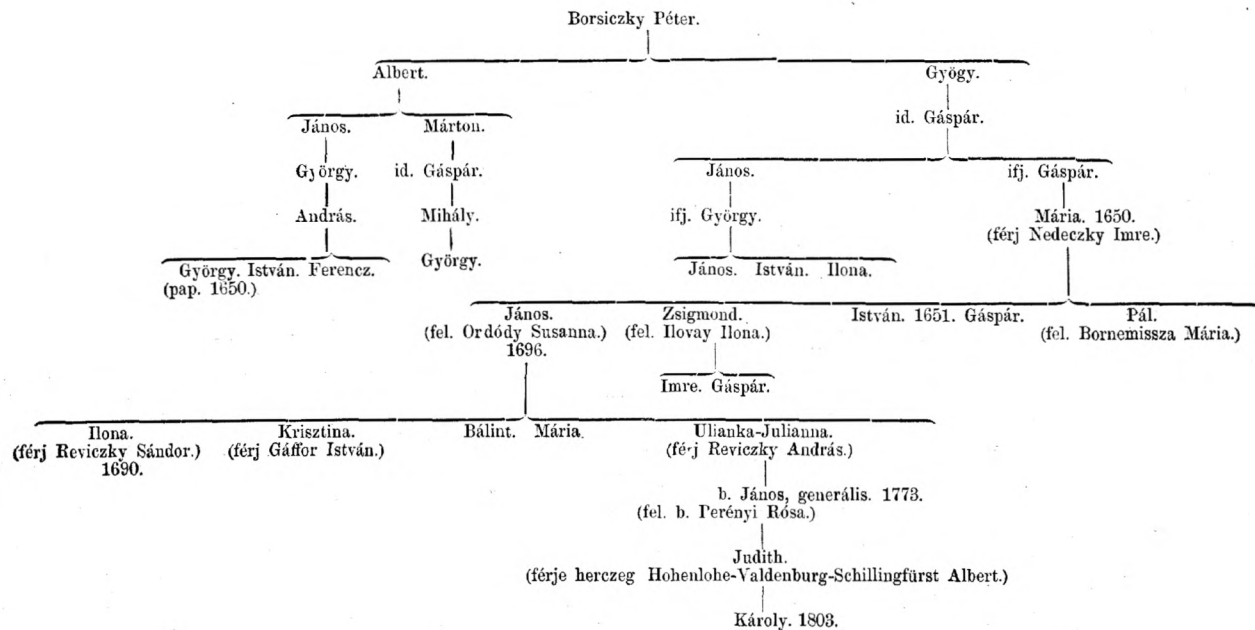 Borsiczky Péter.
Albert. Gyögy.
id. Gáspár.
János. Márton.
György. id. Gáspár. János. ifj. Gáspár.
András. Mihály. ifj. György. Mária. 1650.
(férj Nedeczky Imre.)
György. István. Ferencz. György. János. István. Ilona.
(pap. 1650.)
János. Zsigmond. István. 1651. Gáspár. Pál.
(fel. Ordódy Susanna.) (fel. Ilovay Ilona.) (fel. Bornemissza Mária.)
1696.
Imre. Gáspár.
Ilona. Krisztina. Bálint. Mária. Ulianka-Julianna.
(férj Reviczky Sándor.) (férj Gáffor István.) (férj Reviczky András.)
1690.
b. János, generális. 1773.
(fel. b. Perényi Rósa.)
Judith.
(férje herczeg Hohenlohe-Valdenburg-Schillingfürst Albert.)
Károly. 1803.